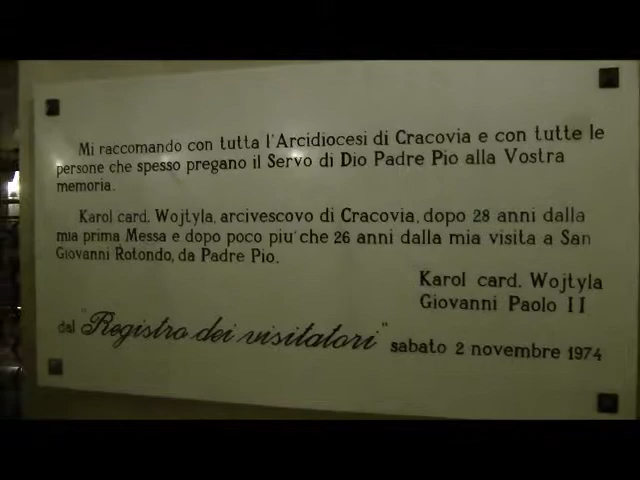 Mi raccomando con tutta l'Arcidiocesi di Cracovia e con tutte le
persone che spesso pregano il Servo di Dio Padre Pio alla Vostra
memoria.
Karol card. Wojtyla, arcivescovo di Cracovia, dopo 28 anni dalla
mia prima Messa e dopo poco piu' che 26 anni dalla mia visita a San
Giovanni Rotondo, da Padre Pio.
Karol card. Wojtyla
Giovanni Paolo II
dal "Registro dei visitatori" sabato 2 novembre 1974